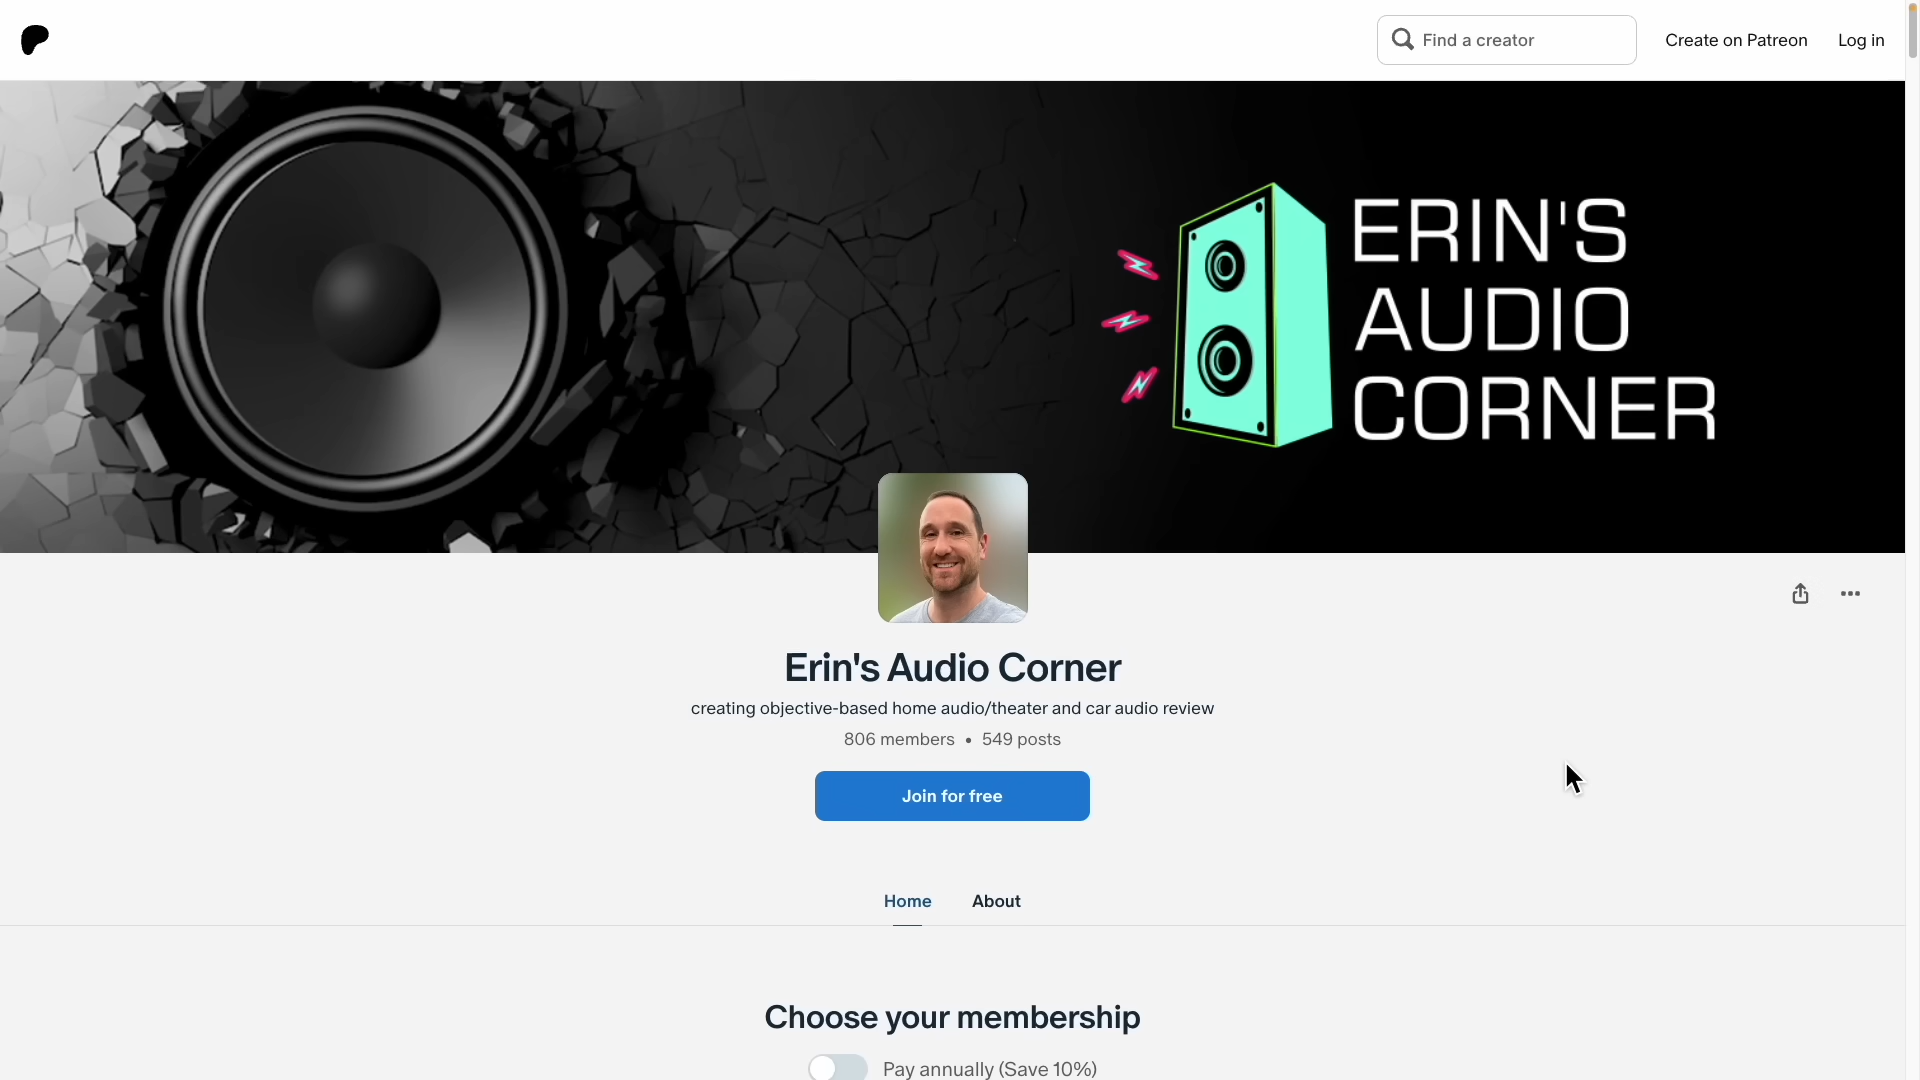 Find a creator
Create on Patreon
Log in
ERIN'S
AUDIO
CORNER
Erin's Audio Corner
creating objective-based home audio/theater and car audio review
806 members • 549 posts
Join for free
Home
About
Choose your membership
Pay annually (Save 10%)